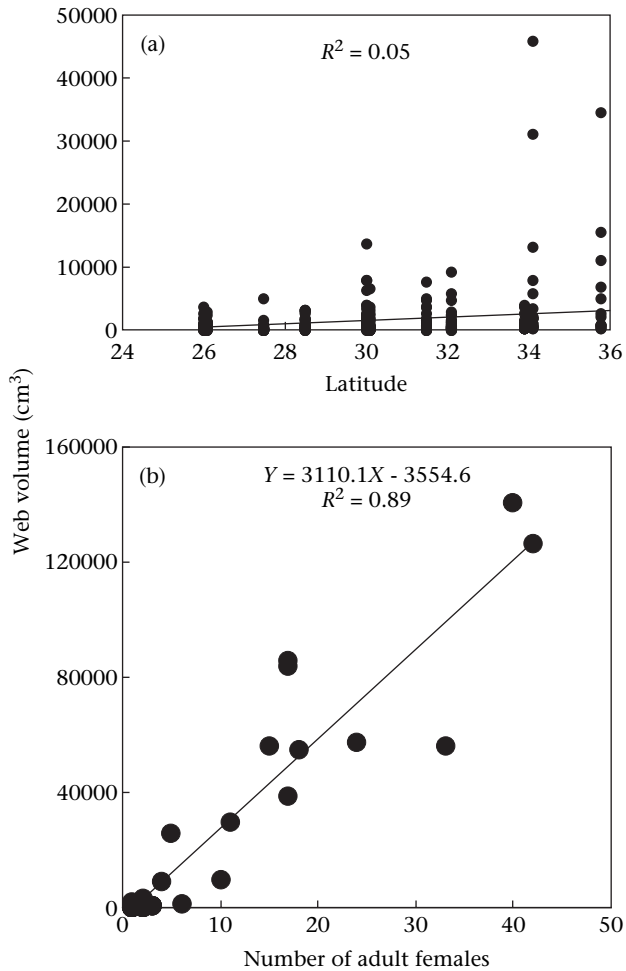 50000
(a)
R² = 0.05
40000
30000
20000
10000
0
24 26 28 30 32 34 36
Latitude
Web volume (cm³)
160000
(b)
Y = 3110.1X - 3554.6
R² = 0.89
120000
80000
40000
0
0 10 20 30 40 50
Number of adult females